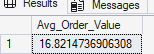 Results Messages
Avg_Order_Value
1 16.8214736906308